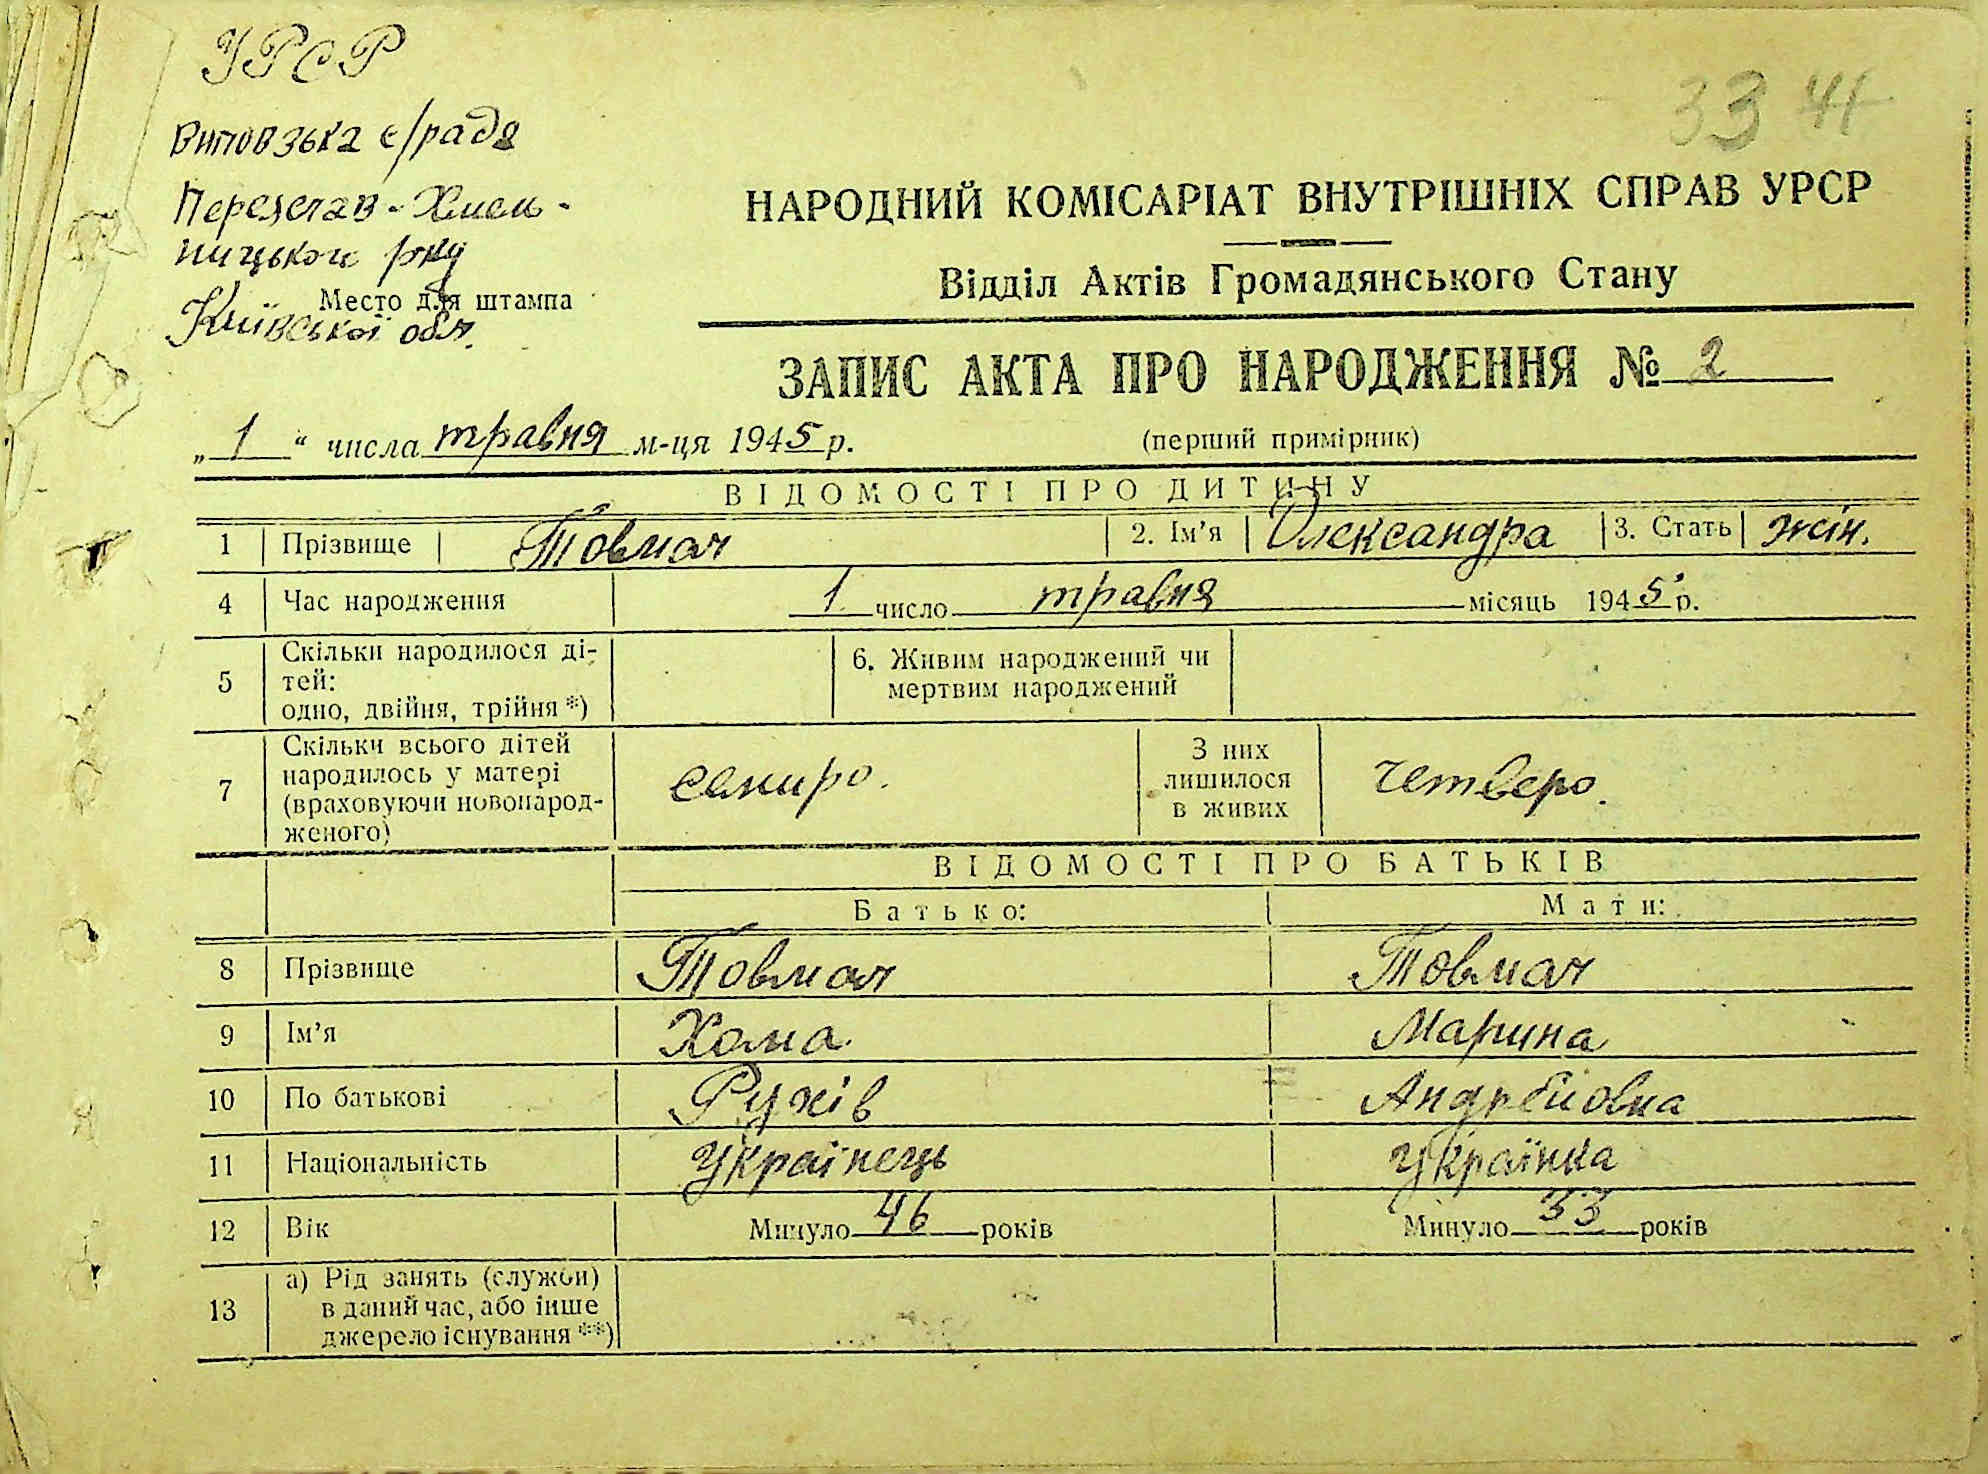 УРСР
Виповзька с/рада
Переяслав-Хмель-
ницького р-ну
Место для штампа
Київської обл.
33 41
НАРОДНИЙ КОМІСАРІАТ ВНУТРІШНІХ СПРАВ УРСР
Відділ Актів Громадянського Стану
ЗАПИС АКТА ПРО НАРОДЖЕННЯ № 2
„1“ числа травня м-ця 1945 р. (перший примірник)
ВІДОМОСТІ ПРО ДИТИНУ
1 Прізвище Товмач 2. Ім’я Олександра 3. Стать жін.
4 Час народження 1 число травня місяць 1945 р.
5 Скільки народилося ді-
тей:
одно, двійня, трійня *)
6. Живим народжений чи
мертвим народжений
7 Скільки всього дітей
народилось у матері
(враховуючи новонарод-
женого)
семиро.
З них
лишилося
в живих
четверо.
ВІДОМОСТІ ПРО БАТЬКІВ
Батько: Мати:
8 Прізвище Товмач Товмач
9 Ім’я Хома Марина
10 По батькові Андрейовна
11 Національність Українець Українка
12 Вік Минуло 46 років Минуло 33 років
13 а) Рід занять (служби)
в даний час, або інше
джерело існування **)